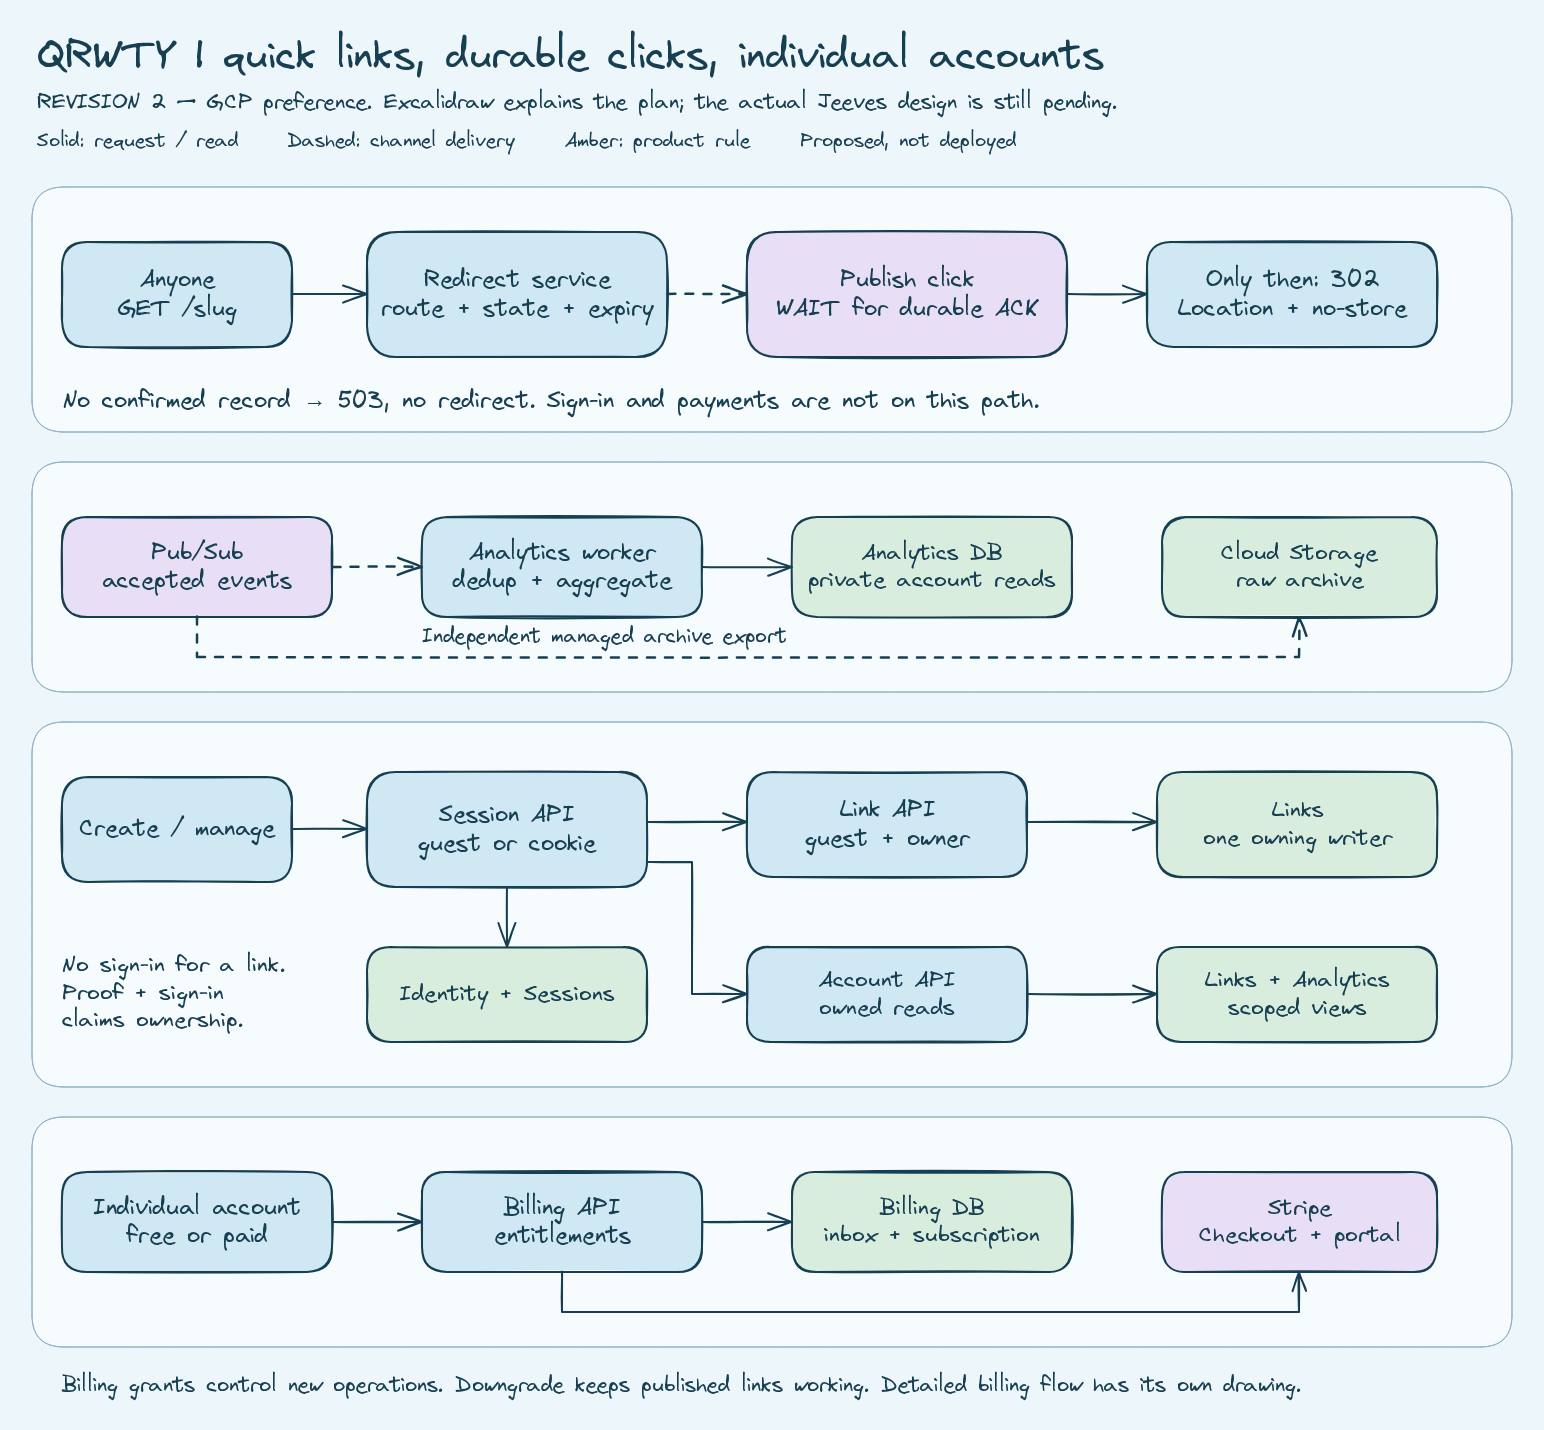 QRWTY | quick links, durable clicks, individual accounts
REVISION 2 — GCP preference. Excalidraw explains the plan; the actual Jeeves design is still pending.
Solid: request / read
Dashed: channel delivery
Amber: product rule
Proposed, not deployed
Anyone
GET /slug
Redirect service
route + state + expiry
Publish click
WAIT for durable ACK
Only then: 302
Location + no-store
No confirmed record → 503, no redirect. Sign-in and payments are not on this path.
Pub/Sub
accepted events
Analytics worker
dedup + aggregate
Analytics DB
private account reads
Cloud Storage
raw archive
Independent managed archive export
Create / manage
Session API
guest or cookie
Link API
guest + owner
Links
one owning writer
No sign-in for a link.
Proof + sign-in
claims ownership.
Identity + Sessions
Account API
owned reads
Links + Analytics
scoped views
Individual account
free or paid
Billing API
entitlements
Billing DB
inbox + subscription
Stripe
Checkout + portal
Billing grants control new operations. Downgrade keeps published links working. Detailed billing flow has its own drawing.